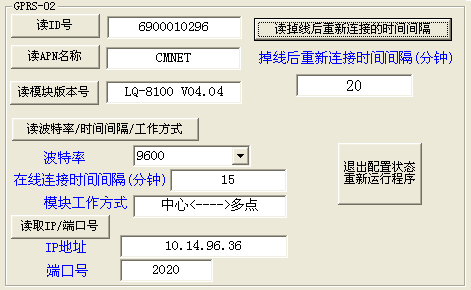 GPRS-02
读ID号 6900010296 读掉线后重新连接的时间间隔
读APN名称 CMNET 掉线后重新连接时间间隔(分钟)
读模块版本号 LQ-8100 V04.04 20
读波特率/时间间隔/工作方式
波特率 9600
在线连接时间间隔(分钟) 15
退出配置状态
重新运行程序
模块工作方式 中心<---->多点
读取IP/端口号
IP地址 10.14.96.36
端口号 2020